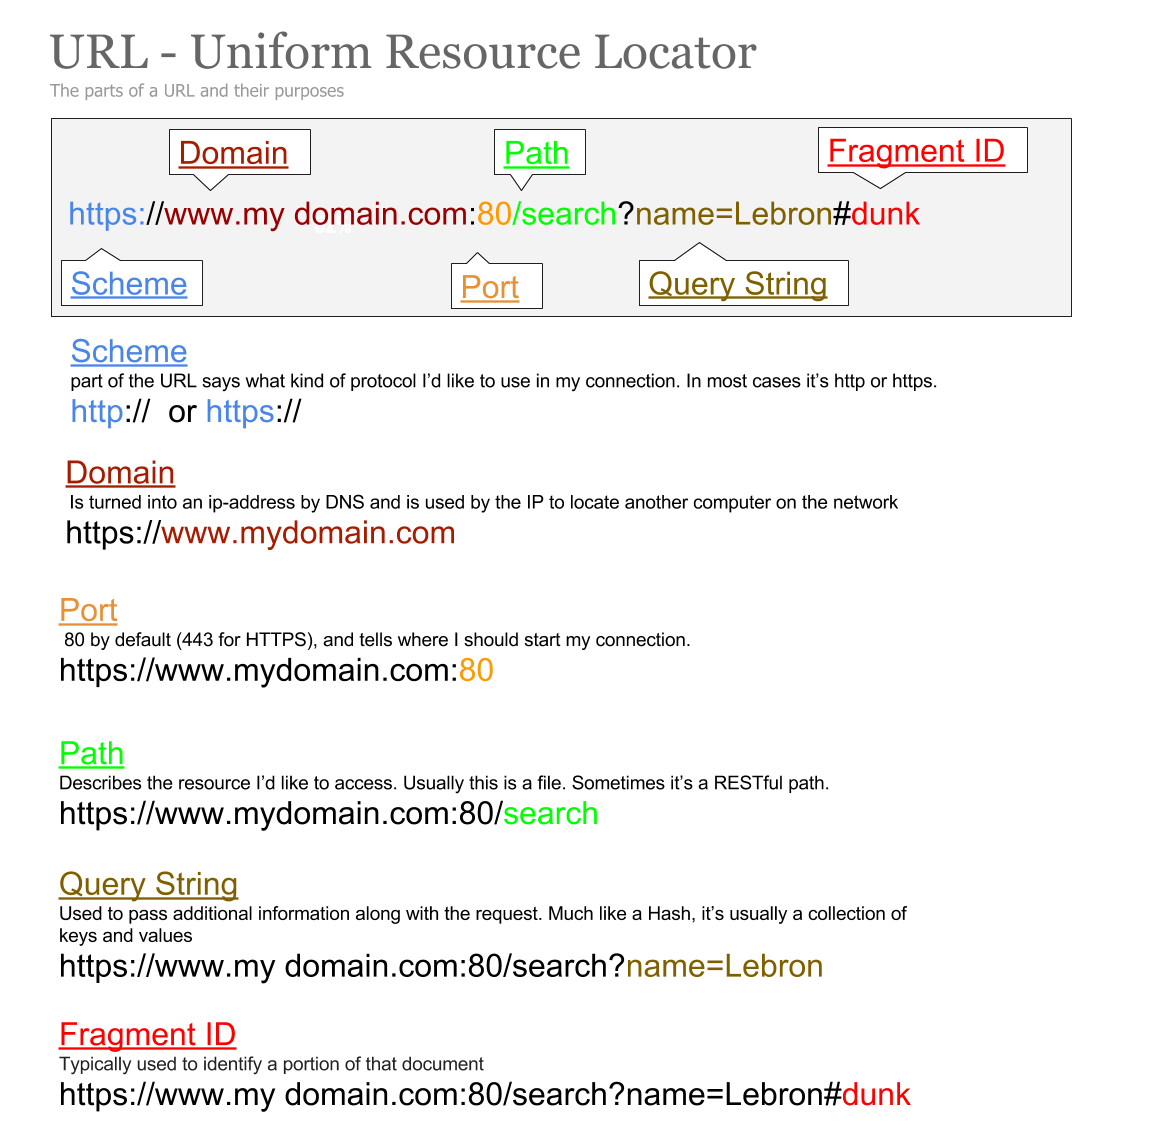 URL - Uniform Resource Locator
The parts of a URL and their purposes
Domain
Path
Fragment ID
https://www.my domain.com:80/search?name=Lebron#dunk
Scheme
Port
Query String
Scheme
part of the URL says what kind of protocol I’d like to use in my connection. In most cases it’s http or https.
http://  or https://
Domain
Is turned into an ip-address by DNS and is used by the IP to locate another computer on the network
https://www.mydomain.com
Port
80 by default (443 for HTTPS), and tells where I should start my connection.
https://www.mydomain.com:80
Path
Describes the resource I’d like to access. Usually this is a file. Sometimes it’s a RESTful path.
https://www.mydomain.com:80/search
Query String
Used to pass additional information along with the request. Much like a Hash, it’s usually a collection of
keys and values
https://www.my domain.com:80/search?name=Lebron
Fragment ID
Typically used to identify a portion of that document
https://www.my domain.com:80/search?name=Lebron#dunk